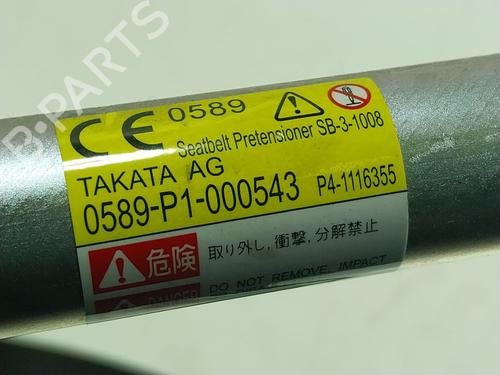 B-PARTS
CE 0589
Seatbelt Pretensioner SB-3-1008
TAKATA AG
0589-P1-000543 P4-1116355
危険
取り外し,衝撃,分解禁止
DANGER
DO NOT REMOVE, IMPACT